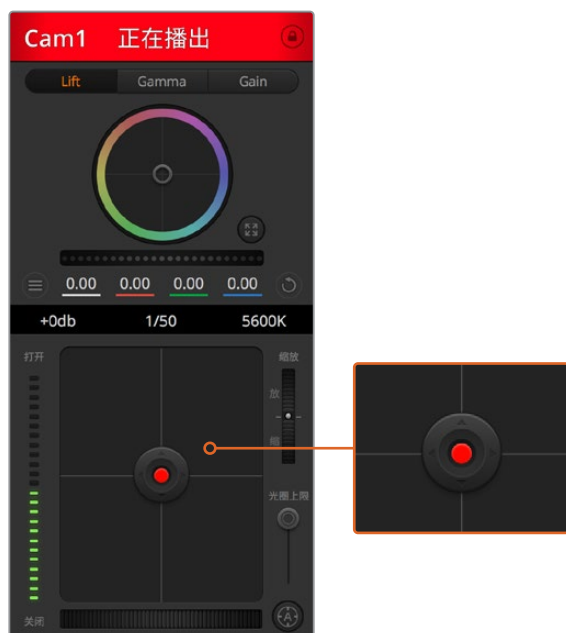 Cam1 正在播出
Lift Gamma Gain
0.00 0.00 0.00 0.00
+0db 1/50 5600K
打开 缩放
放
缩
光圈上限
关闭 A